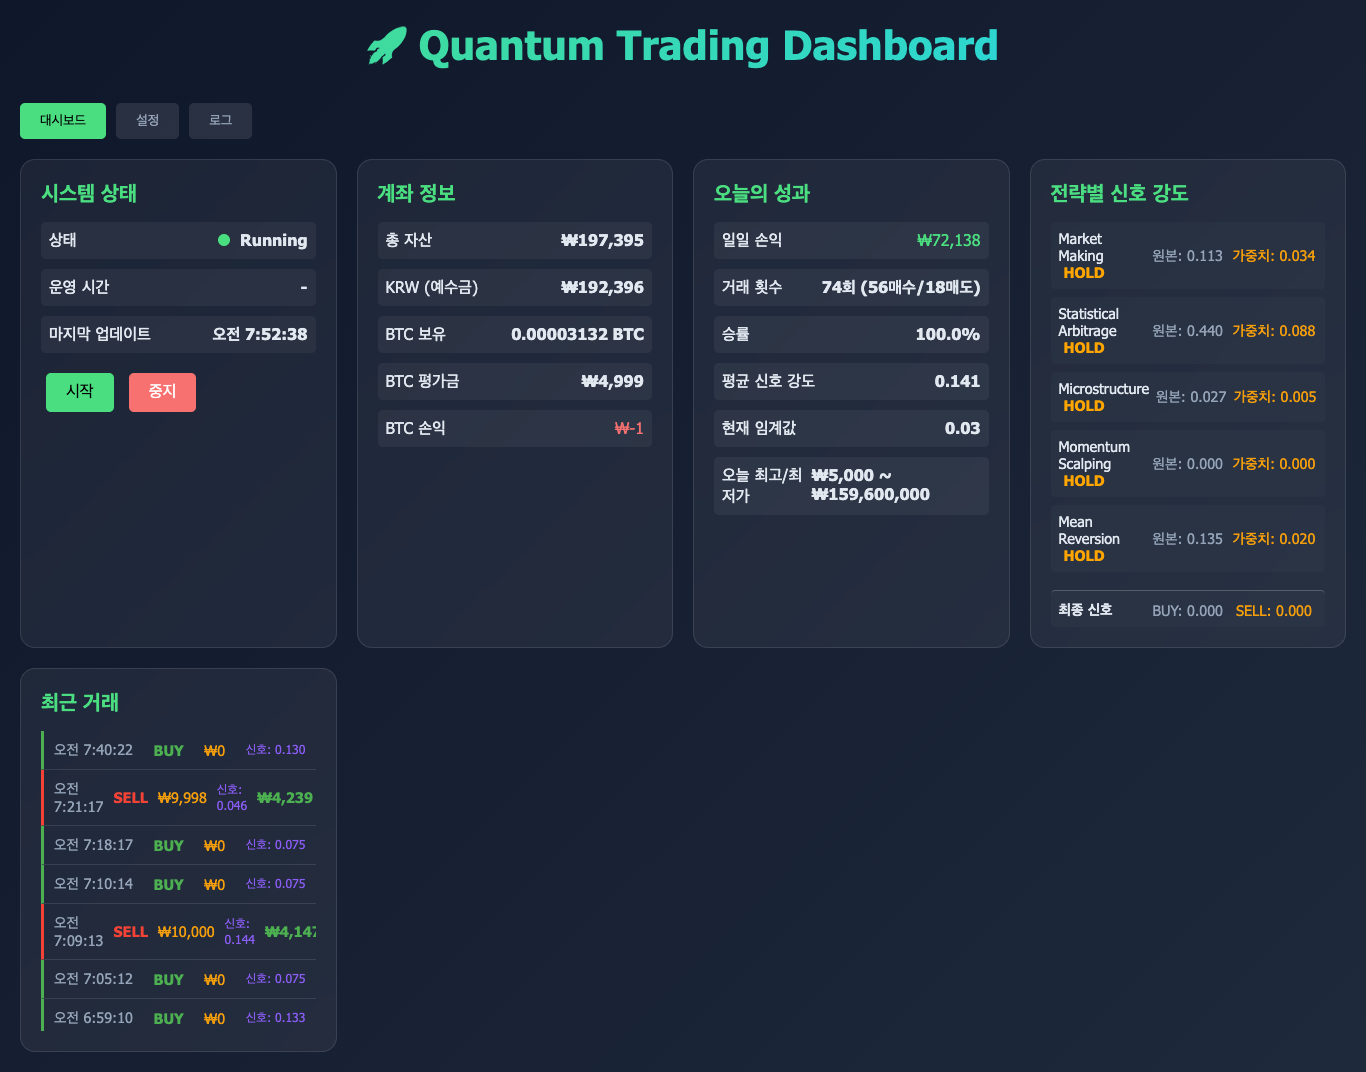 Quantum Trading Dashboard
대시보드 설정 로그
시스템 상태
상태 Running
운영 시간 -
마지막 업데이트 오전 7:52:38
시작 중지
계좌 정보
총 자산 ₩197,395
KRW (예수금) ₩192,396
BTC 보유 0.00003132 BTC
BTC 평가금 ₩4,999
BTC 손익 ₩-1
오늘의 성과
일일 손익 ₩72,138
거래 횟수 74회 (56매수/18매도)
승률 100.0%
평균 신호 강도 0.141
현재 임계값 0.03
오늘 최고/최 ₩5,000 ~
저가 ₩159,600,000
전략별 신호 강도
Market
Making 원본: 0.113 가중치: 0.034
HOLD
Statistical
Arbitrage 원본: 0.440 가중치: 0.088
HOLD
Microstructure 원본: 0.027 가중치: 0.005
HOLD
Momentum
Scalping 원본: 0.000 가중치: 0.000
HOLD
Mean
Reversion 원본: 0.135 가중치: 0.020
HOLD
최종 신호 BUY: 0.000 SELL: 0.000
최근 거래
오전 7:40:22 BUY ₩0 신호: 0.130
오전 신호:
7:21:17 SELL ₩9,998 0.046 ₩4,239
오전 7:18:17 BUY ₩0 신호: 0.075
오전 7:10:14 BUY ₩0 신호: 0.075
오전 신호:
7:09:13 SELL ₩10,000 0.144 ₩4,147
오전 7:05:12 BUY ₩0 신호: 0.075
오전 6:59:10 BUY ₩0 신호: 0.133